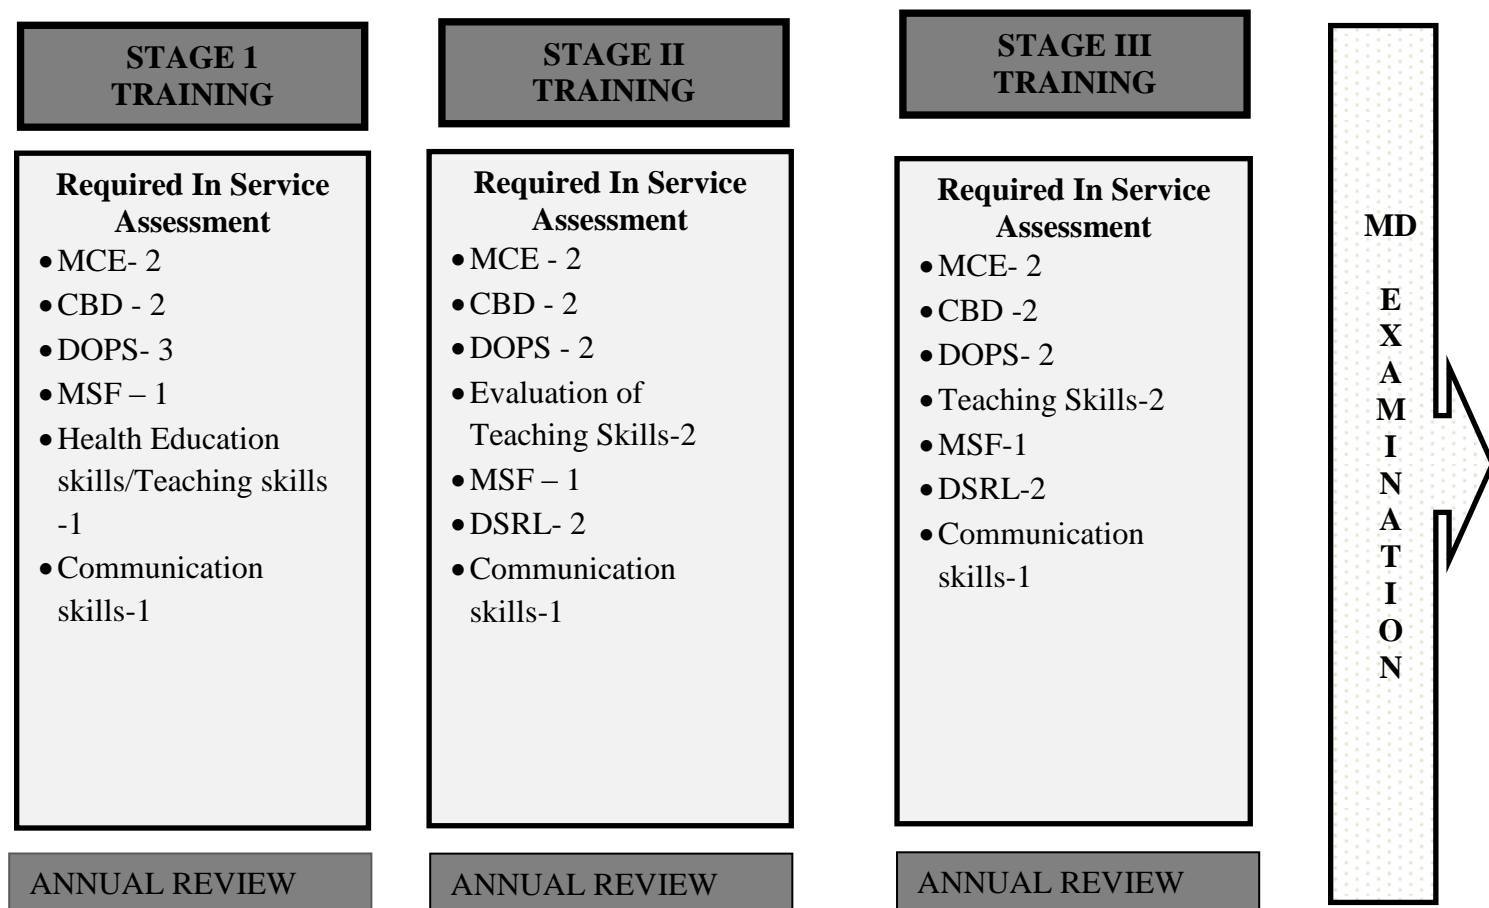 STAGE 1
TRAINING
Required In Service
Assessment
•MCE- 2
•CBD - 2
•DOPS- 3
•MSF – 1
•Health Education
skills/Teaching skills
-1
•Communication
skills-1
ANNUAL REVIEW
STAGE II
TRAINING
Required In Service
Assessment
•MCE - 2
•CBD - 2
•DOPS - 2
•Evaluation of
Teaching Skills-2
•MSF – 1
•DSRL- 2
•Communication
skills-1
ANNUAL REVIEW
STAGE III
TRAINING
Required In Service
Assessment
•MCE- 2
•CBD -2
•DOPS- 2
•Teaching Skills-2
•MSF-1
•DSRL-2
•Communication
skills-1
ANNUAL REVIEW
MD
E
X
A
M
I
N
A
T
I
O
N